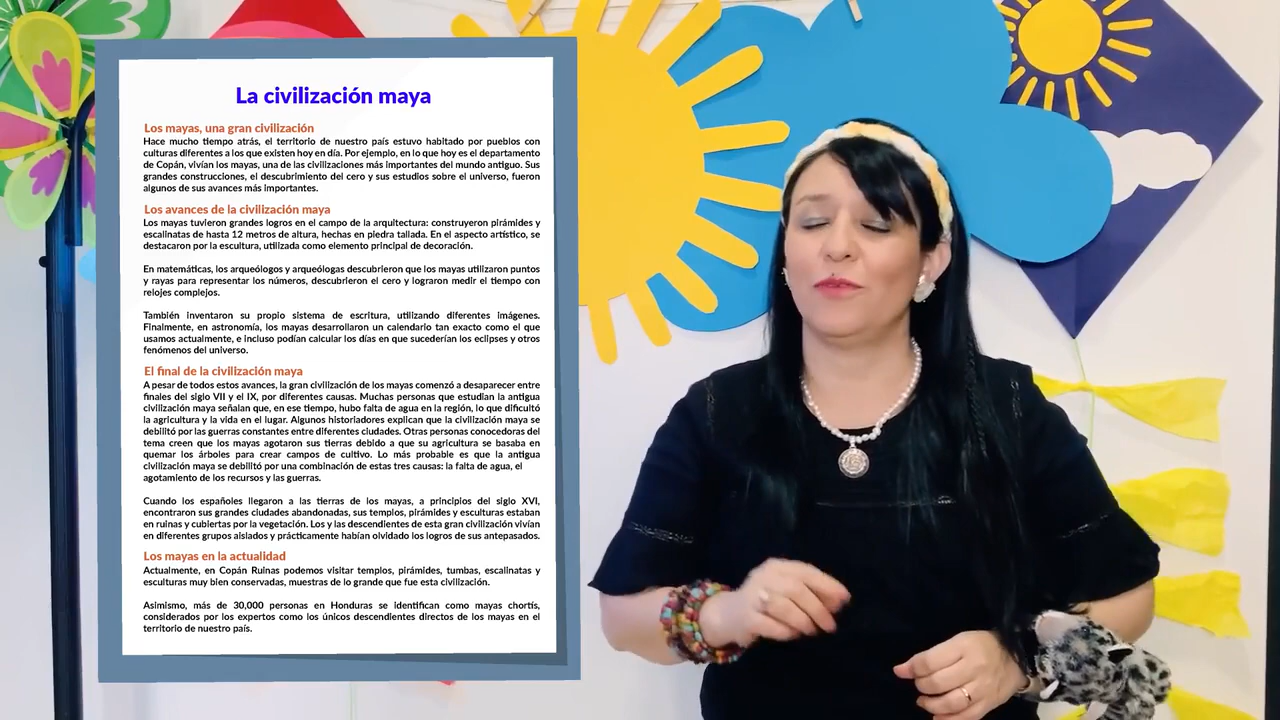 La civilización maya
Los mayas, una gran civilización
Hace mucho tiempo atrás, el territorio de nuestro país estuvo habitado por pueblos con
culturas diferentes a los que existen hoy en día. Por ejemplo, en lo que hoy es el departamento
de Copán, vivían los mayas, una de las civilizaciones más importantes del mundo antiguo. Sus
grandes construcciones, el descubrimiento del cero y sus estudios sobre el universo, fueron
algunos de sus avances más importantes.
Los avances de la civilización maya
Los mayas tuvieron grandes logros en el campo de la arquitectura: construyeron pirámides y
escalinatas de hasta 12 metros de altura, hechas en piedra tallada. En el aspecto artístico, se
destacaron por la escultura, utilizada como elemento principal de decoración.
En matemáticas, los arqueólogos y arqueólogas descubrieron que los mayas utilizaron puntos
y rayas para representar los números, descubrieron el cero y lograron medir el tiempo con
relojes complejos.
También inventaron su propio sistema de escritura, utilizando diferentes imágenes.
Finalmente, en astronomía, los mayas desarrollaron un calendario tan exacto como el que
usamos actualmente, e incluso podían calcular los días en que sucederían los eclipses y otros
fenómenos del universo.
El final de la civilización maya
A pesar de todos estos avances, la gran civilización de los mayas comenzó a desaparecer entre
finales del siglo VII y el IX, por diferentes causas. Muchas personas que estudian la antigua
civilización maya señalan que, en ese tiempo, hubo falta de agua en la región, lo que dificultó
la agricultura y la vida en el lugar. Algunos historiadores explican que la civilización maya se
debilitó por las guerras constantes entre diferentes ciudades. Otras personas conocedoras del
tema creen que los mayas agotaron sus tierras debido a que su agricultura se basaba en
quemar los árboles para crear campos de cultivo. Lo más probable es que la antigua
civilización maya se debilitó por una combinación de estas tres causas: la falta de agua, el
agotamiento de los recursos y las guerras.
Cuando los españoles llegaron a las tierras de los mayas, a principios del siglo XVI,
encontraron sus grandes ciudades abandonadas, sus templos, pirámides y esculturas estaban
en ruinas y cubiertas por la vegetación. Los y las descendientes de esta gran civilización vivían
en diferentes grupos aislados y prácticamente habían olvidado los logros de sus antepasados.
Los mayas en la actualidad
Actualmente, en Copán Ruinas podemos visitar templos, pirámides, tumbas, escalinatas y
esculturas muy bien conservadas, muestras de lo grande que fue esta civilización.
Asimismo, más de 30,000 personas en Honduras se identifican como mayas chortís,
considerados por los expertos como los únicos descendientes directos de los mayas en el
territorio de nuestro país.